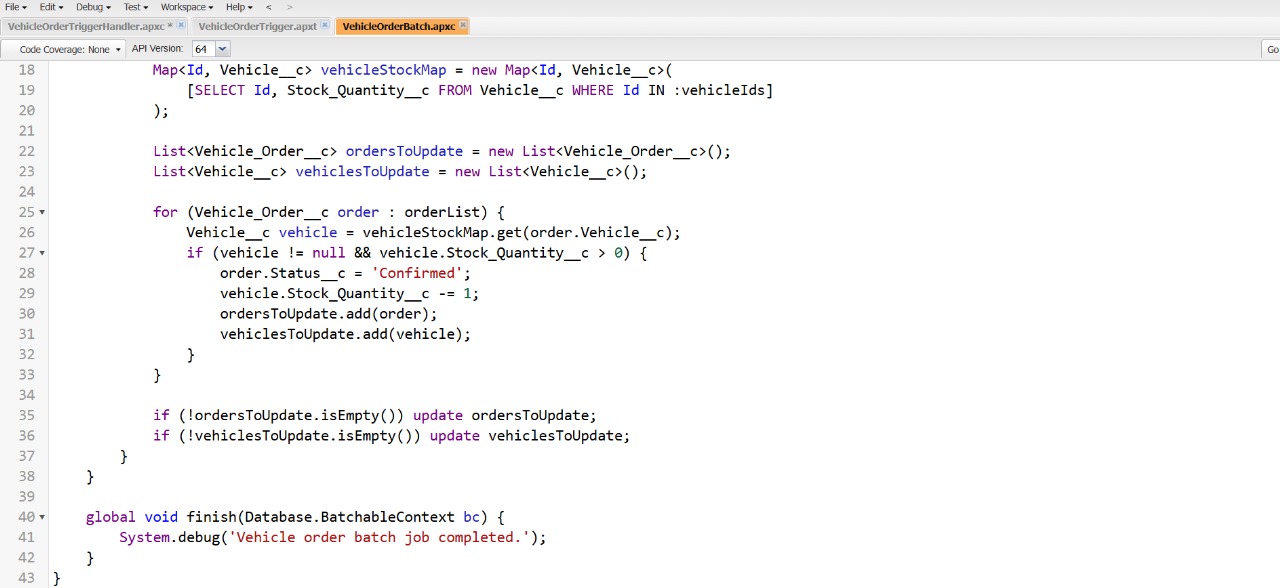 File Edit Debug Test Workspace Help < >
VehicleOrderTriggerHandler.apxc * VehicleOrderTrigger.apxt VehicleOrderBatch.apxc
Code Coverage: None API Version: 64 Go
18 Map<Id, Vehicle__c> vehicleStockMap = new Map<Id, Vehicle__c>(
19 [SELECT Id, Stock_Quantity__c FROM Vehicle__c WHERE Id IN :vehicleIds]
20 );
21
22 List<Vehicle_Order__c> ordersToUpdate = new List<Vehicle_Order__c>();
23 List<Vehicle__c> vehiclesToUpdate = new List<Vehicle__c>();
24
25 for (Vehicle_Order__c order : orderList) {
26 Vehicle__c vehicle = vehicleStockMap.get(order.Vehicle__c);
27 if (vehicle != null && vehicle.Stock_Quantity__c > 0) {
28 order.Status__c = 'Confirmed';
29 vehicle.Stock_Quantity__c -= 1;
30 ordersToUpdate.add(order);
31 vehiclesToUpdate.add(vehicle);
32 }
33 }
34
35 if (!ordersToUpdate.isEmpty()) update ordersToUpdate;
36 if (!vehiclesToUpdate.isEmpty()) update vehiclesToUpdate;
37 }
38 }
39
40 global void finish(Database.BatchableContext bc) {
41 System.debug('Vehicle order batch job completed.');
42 }
43 }